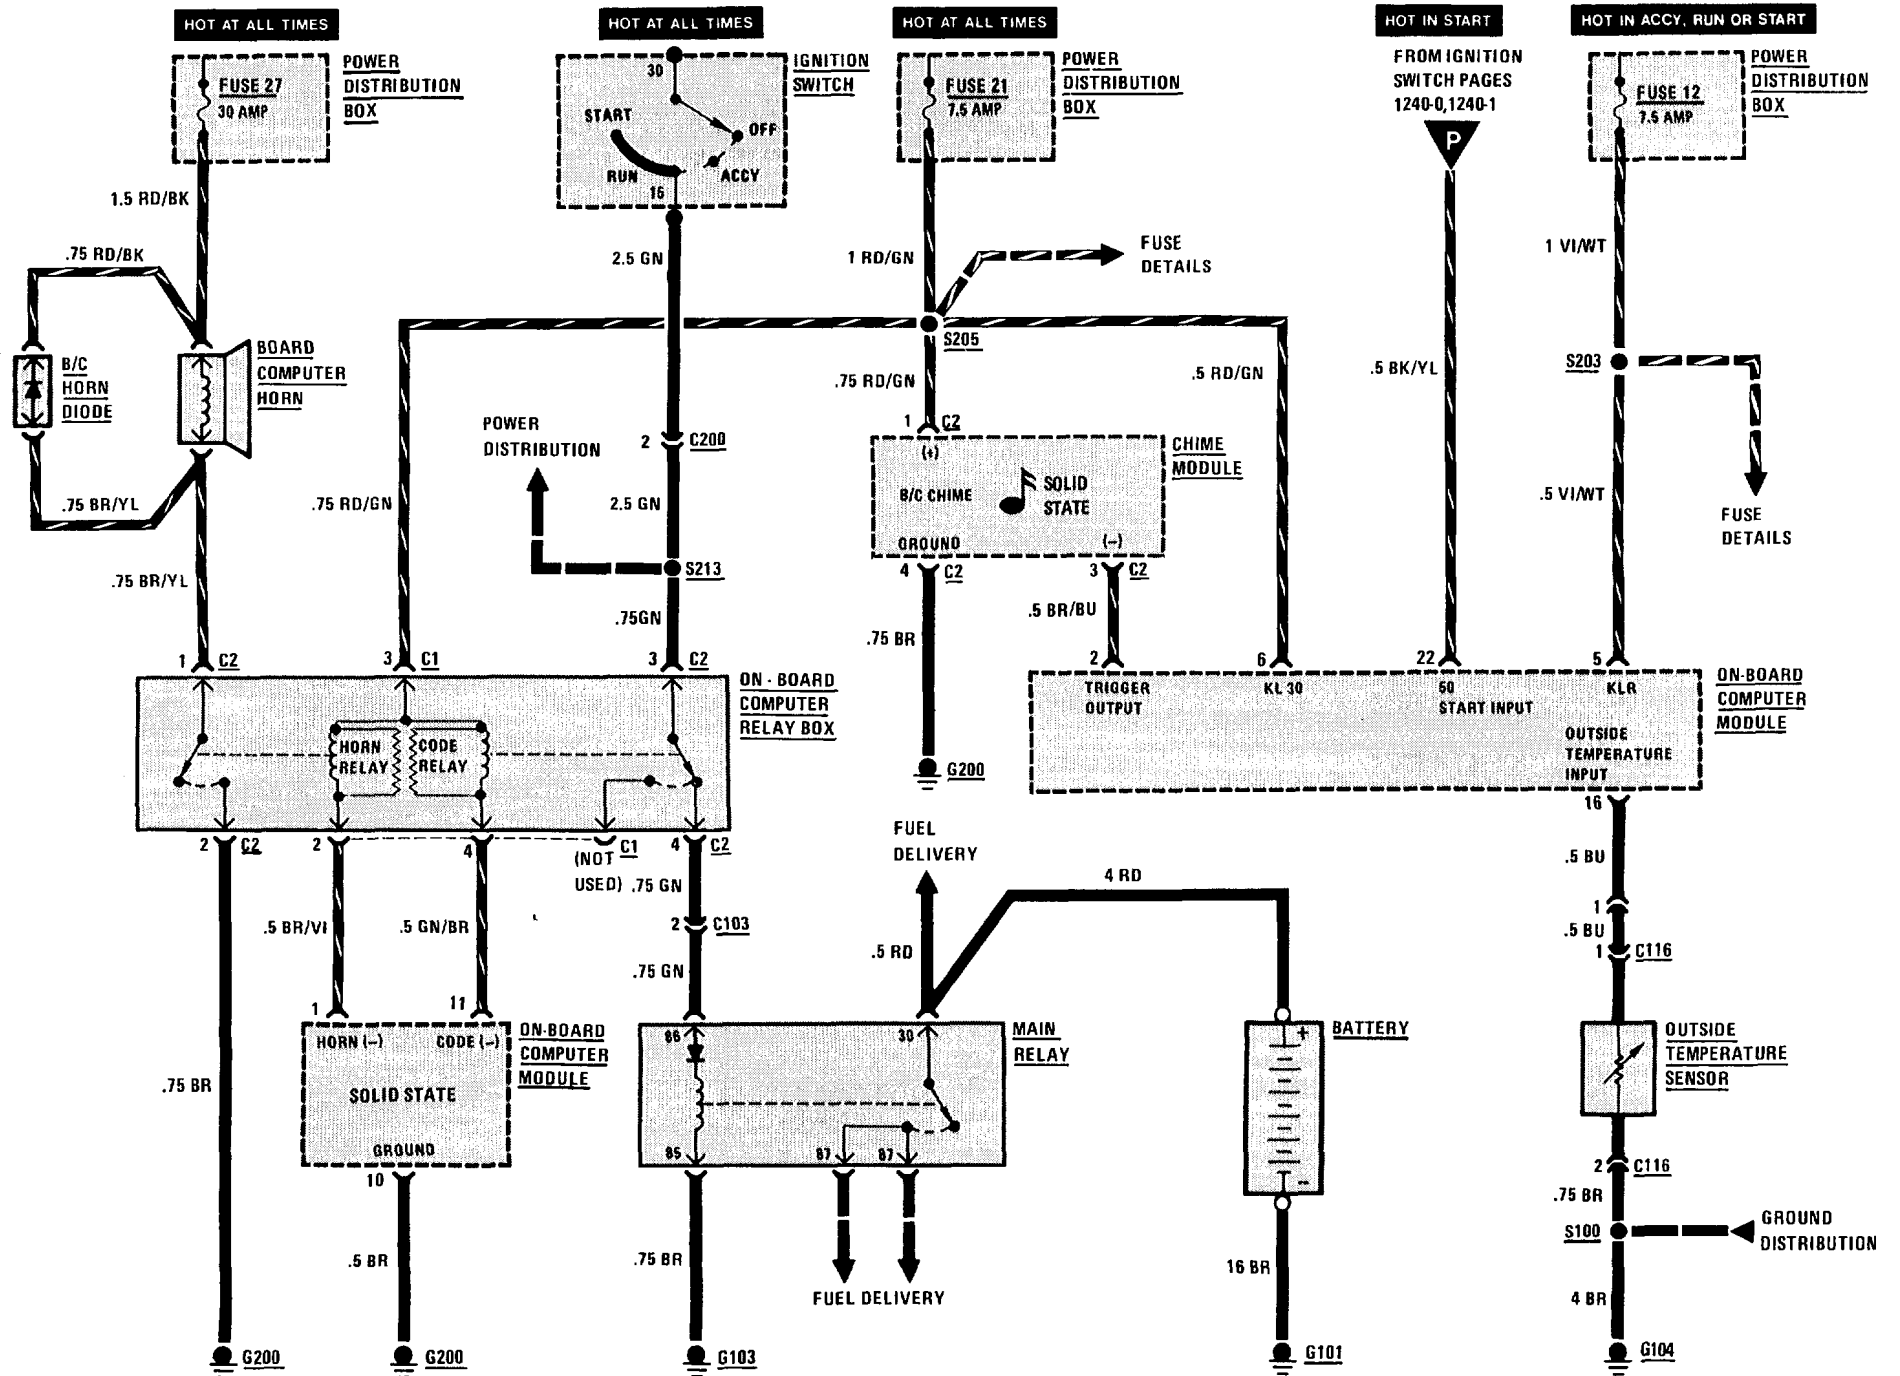 HOT AT ALL TIMES
HOT AT ALL TIMES
HOT AT ALL TIMES
HOT IN START
HOT IN ACCY, RUN OR START
FUSE 27
30 AMP
POWER
DISTRIBUTION
BOX
30
START
OFF
RUN
ACCY
16
IGNITION
SWITCH
FUSE 21
7.5 AMP
POWER
DISTRIBUTION
BOX
FROM IGNITION
SWITCH PAGES
1240-0,1240-1
P
FUSE 12
7.5 AMP
POWER
DISTRIBUTION
BOX
1.5 RD/BK
.75 RD/BK
2.5 GN
1 RD/GN
FUSE
DETAILS
1 VI/WT
S205
B/C
HORN
DIODE
BOARD
COMPUTER
HORN
.75 RD/GN
.5 RD/GN
.5 BK/YL
S203
POWER
DISTRIBUTION
2 C200
1 C2
(+)
B/C CHIME
SOLID
STATE
GROUND
(-)
CHIME
MODULE
.75 BR/YL
.75 RD/GN
2.5 GN
.5 VI/WT
FUSE
DETAILS
.75 BR/YL
S213
.75GN
4 C2
3 C2
.75 BR
.5 BR/BU
1 C2
3 C1
3 C2
2
6
22
5
ON - BOARD
COMPUTER
RELAY BOX
HORN
RELAY
CODE
RELAY
TRIGGER
OUTPUT
KL 30
50
START INPUT
KLR
OUTSIDE
TEMPERATURE
INPUT
ON-BOARD
COMPUTER
MODULE
G200
16
2 C2
2
4
(NOT
USED)
C1
4 C2
.75 GN
FUEL
DELIVERY
4 RD
.5 BU
1
.5 BU
1 C116
.5 BR/VI
.5 GN/BR
2 C103
.75 GN
.5 RD
1
11
HORN (-)
CODE (-)
SOLID STATE
GROUND
ON-BOARD
COMPUTER
MODULE
86
30
85
87
87
MAIN
RELAY
+
-
BATTERY
OUTSIDE
TEMPERATURE
SENSOR
.75 BR
10
2 C116
.75 BR
S100
GROUND
DISTRIBUTION
.5 BR
.75 BR
FUEL DELIVERY
16 BR
4 BR
G200
G200
G103
G101
G104